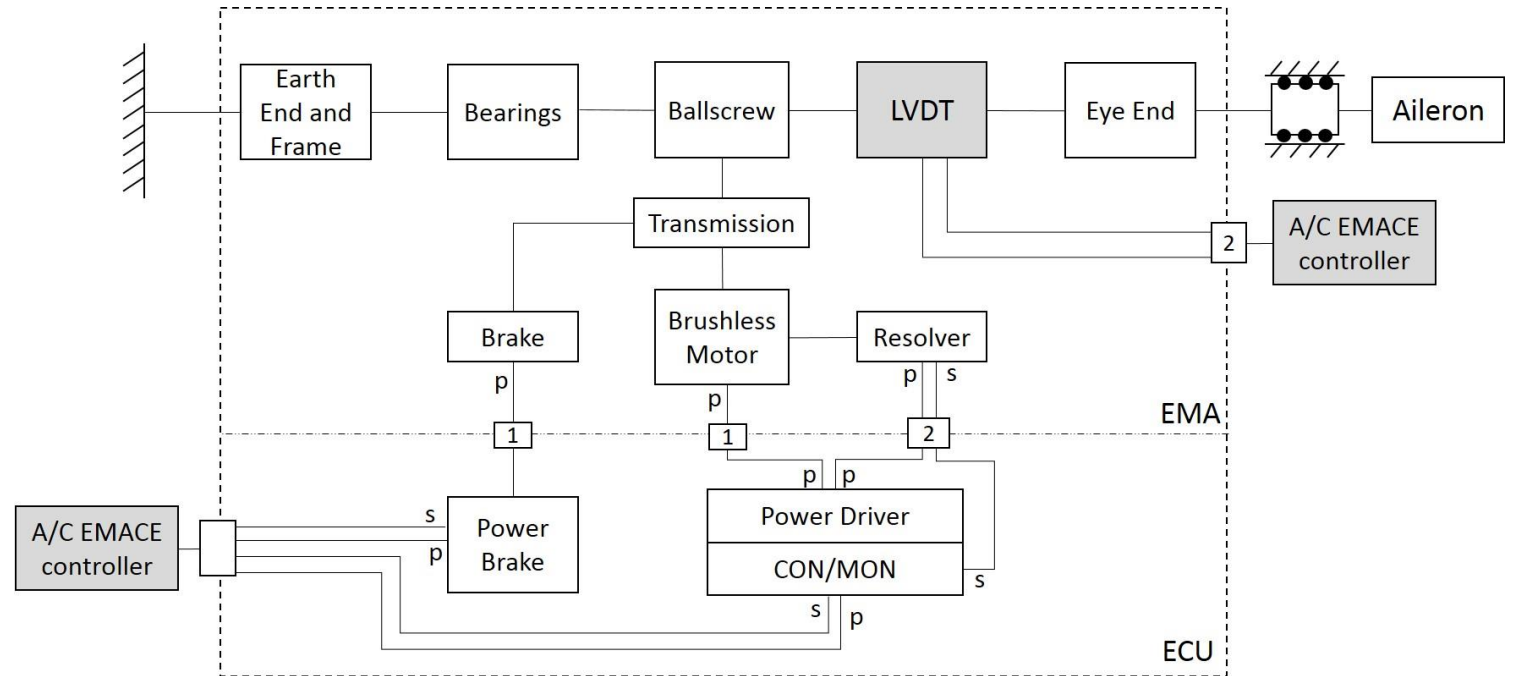 Earth
End and
Frame
Bearings
Ballscrew
LVDT
Eye End
Aileron
Transmission
2
A/C EMACE
controller
Brake
Brushless
Motor
Resolver
p
p
p
s
EMA
1
1
2
p
p
A/C EMACE
controller
s
p
Power
Brake
Power Driver
CON/MON
s
s
p
ECU